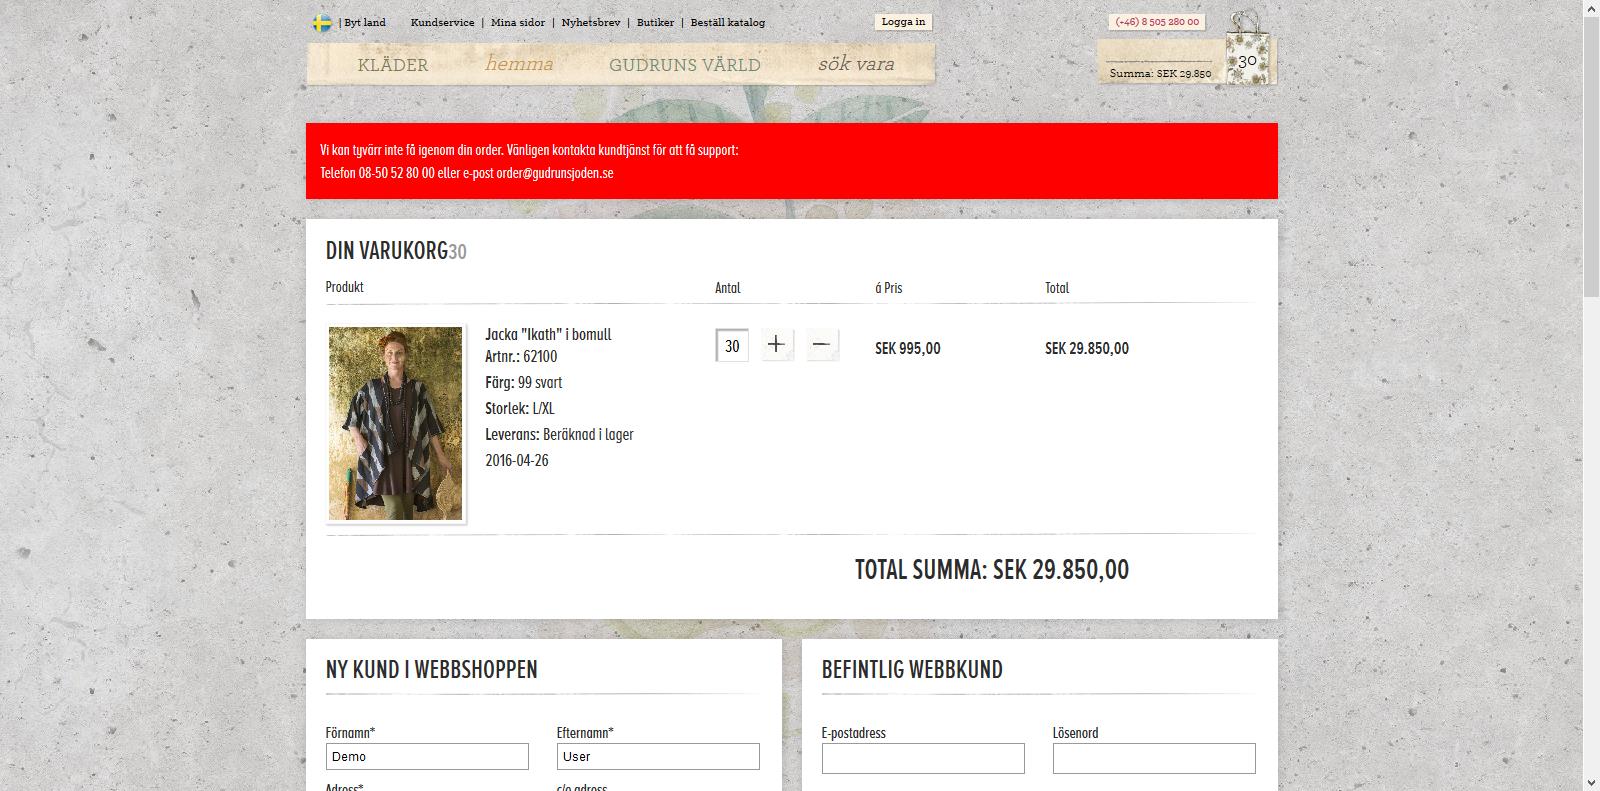 | Byt land
Kundservice | Mina sidor | Nyhetsbrev | Butiker | Beställ katalog
Logga in
(+46) 8 505 280 00
KLÄDER
hemma
GUDRUNS VÄRLD
sök vara
30
Summa: SEK 29.850
Vi kan tyvärr inte få igenom din order. Vänligen kontakta kundtjänst för att få support:
Telefon 08-50 52 80 00 eller e-post order@gudrunsjoden.se
DIN VARUKORG30
Produkt
Antal
á Pris
Total
Jacka "Ikath" i bomull
Artnr.: 62100
Färg: 99 svart
Storlek: L/XL
Leverans: Beräknad i lager
2016-04-26
30
SEK 995,00
SEK 29.850,00
TOTAL SUMMA: SEK 29.850,00
NY KUND I WEBBSHOPPEN
Förnamn*
Efternamn*
Demo
User
Adress*
c/o adress
BEFINTLIG WEBBKUND
E-postadress
Lösenord